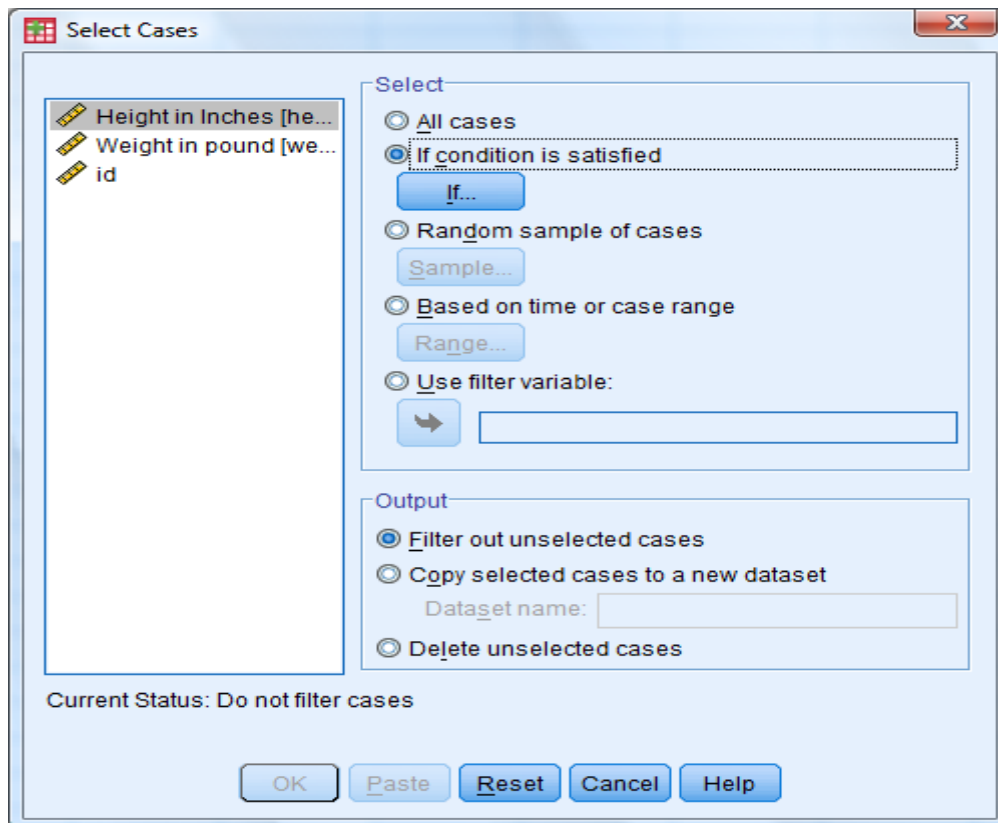 Select Cases
Height in Inches [he...
Weight in pound [we...
id
Select
All cases
If condition is satisfied
If...
Random sample of cases
Sample...
Based on time or case range
Range...
Use filter variable:
Output
Filter out unselected cases
Copy selected cases to a new dataset
Dataset name:
Delete unselected cases
Current Status: Do not filter cases
OK Paste Reset Cancel Help